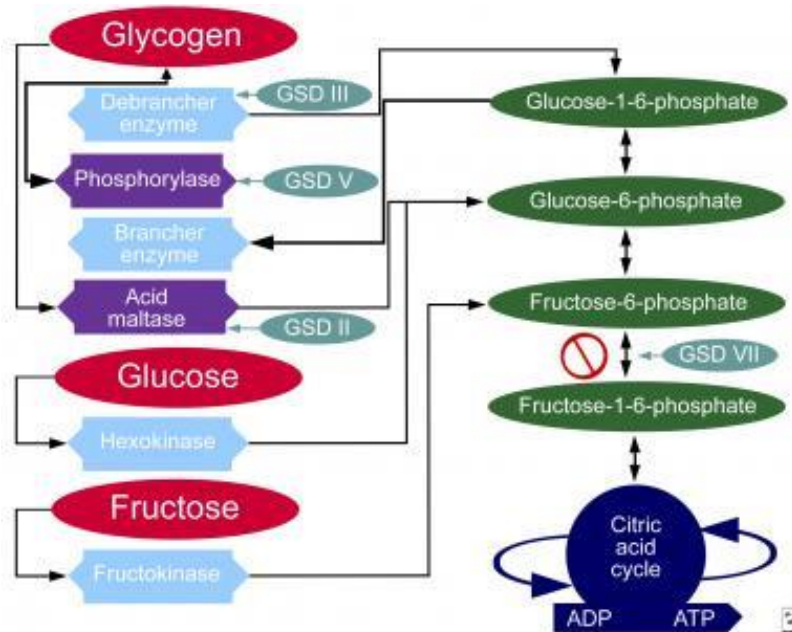 Glycogen
Debrancher
enzyme
GSD III
Glucose-1-6-phosphate
Phosphorylase
GSD V
Glucose-6-phosphate
Brancher
enzyme
Acid
maltase
GSD II
Fructose-6-phosphate
GSD VII
Glucose
Fructose-1-6-phosphate
Hexokinase
Fructose
Citric
acid
cycle
Fructokinase
ADP
ATP